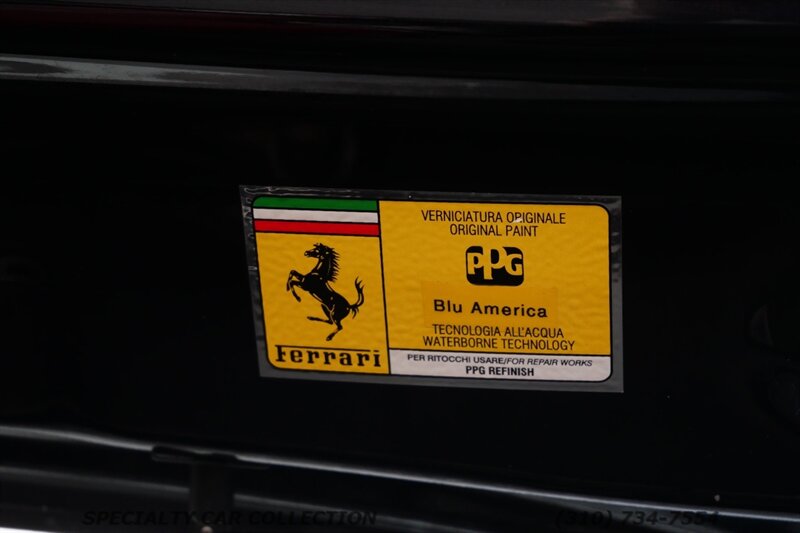 VERNICIATURA ORIGINALE
ORIGINAL PAINT
PPG
Blu America
TECNOLOGIA ALL'ACQUA
WATERBORNE TECHNOLOGY
Ferrari
PER RITOCCHI USARE/FOR REPAIR WORKS
PPG REFINISH
SPECIALTY CAR COLLECTION
(310) 734-7554